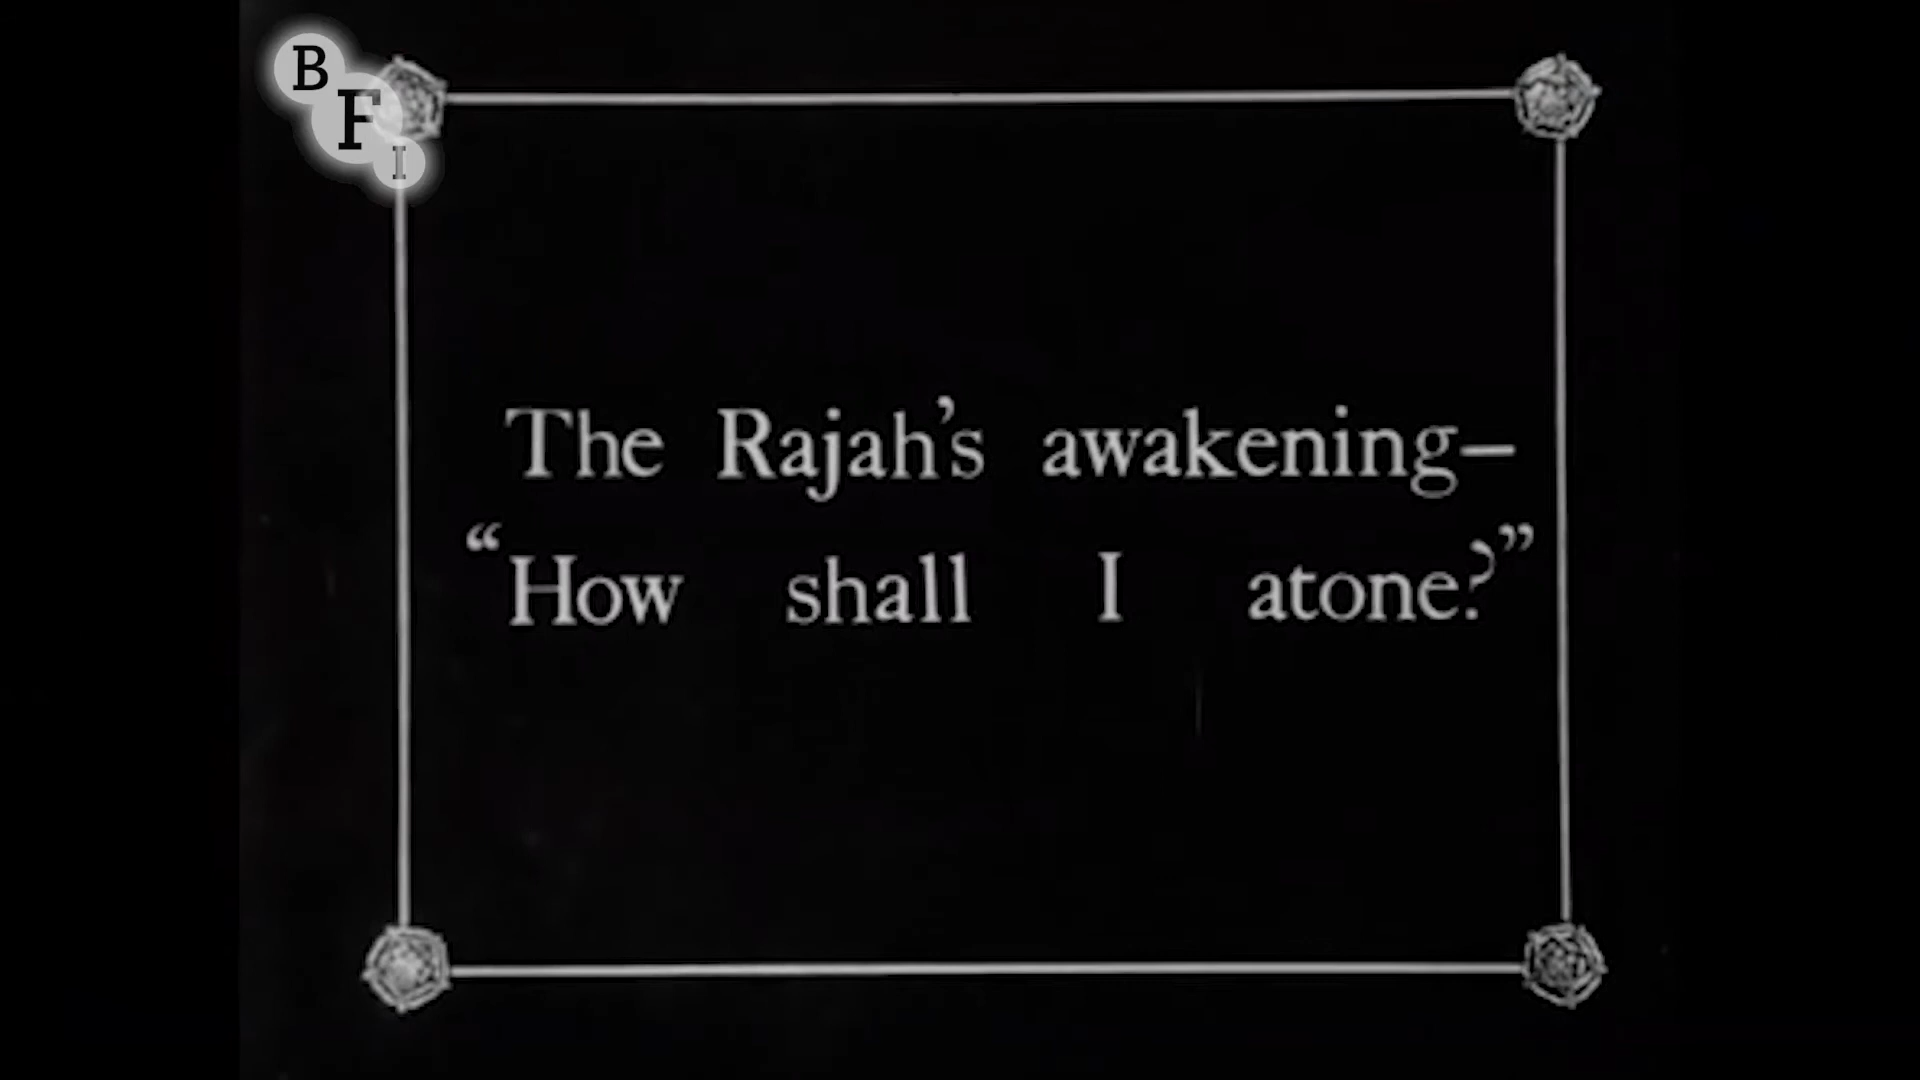 BFI
The Rajah's awakening—
“How shall I atone?”